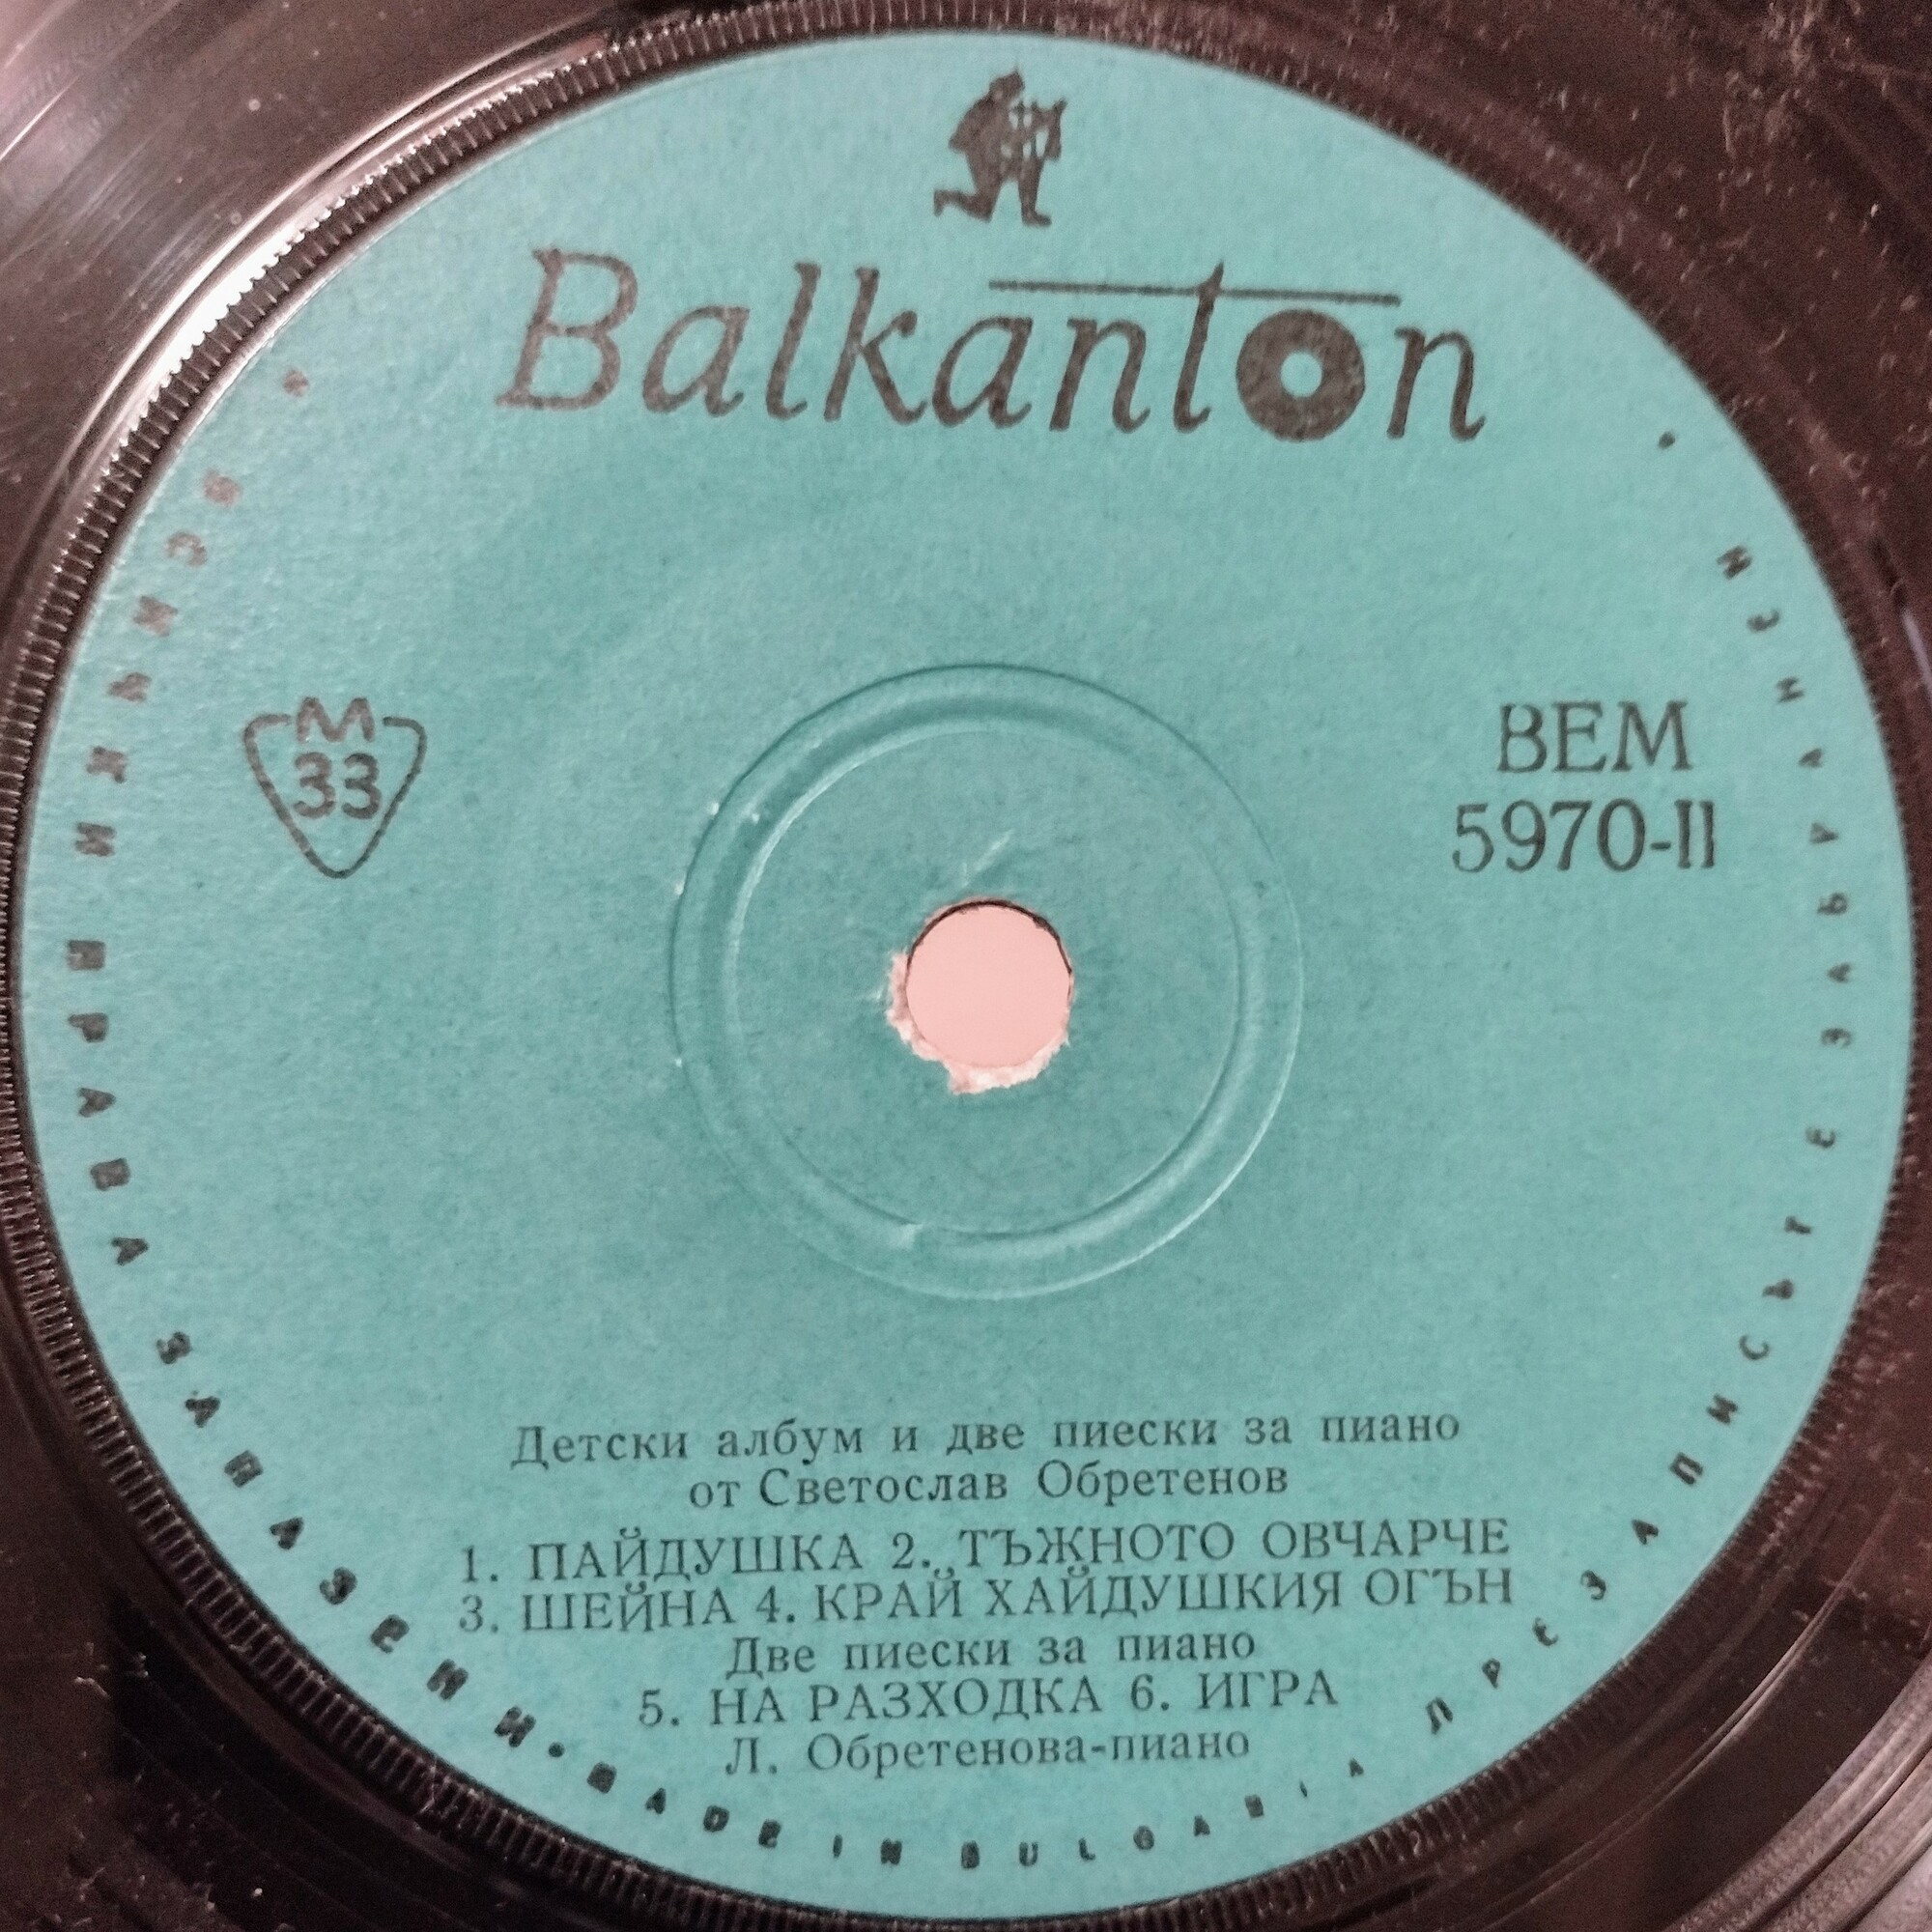 Balkanton
M
33
ВЕМ
5970-II
Детски албум и две пиески за пиано
от Светослав Обретенов
1. ПАЙДУШКА 2. ТЪЖНОТО ОВЧАРЧЕ
3. ШЕЙНА 4. КРАЙ ХАЙДУШКИЯ ОГЪН
Две пиески за пиано
5. НА РАЗХОДКА 6. ИГРА
Л. Обретенова-пиано
• ВСИЧКИ ПРАВА ЗАПАЗЕНИ • MADE IN BULGARIA ПРЕЗАПИСЪТ Е ЗАБРАНЕН •